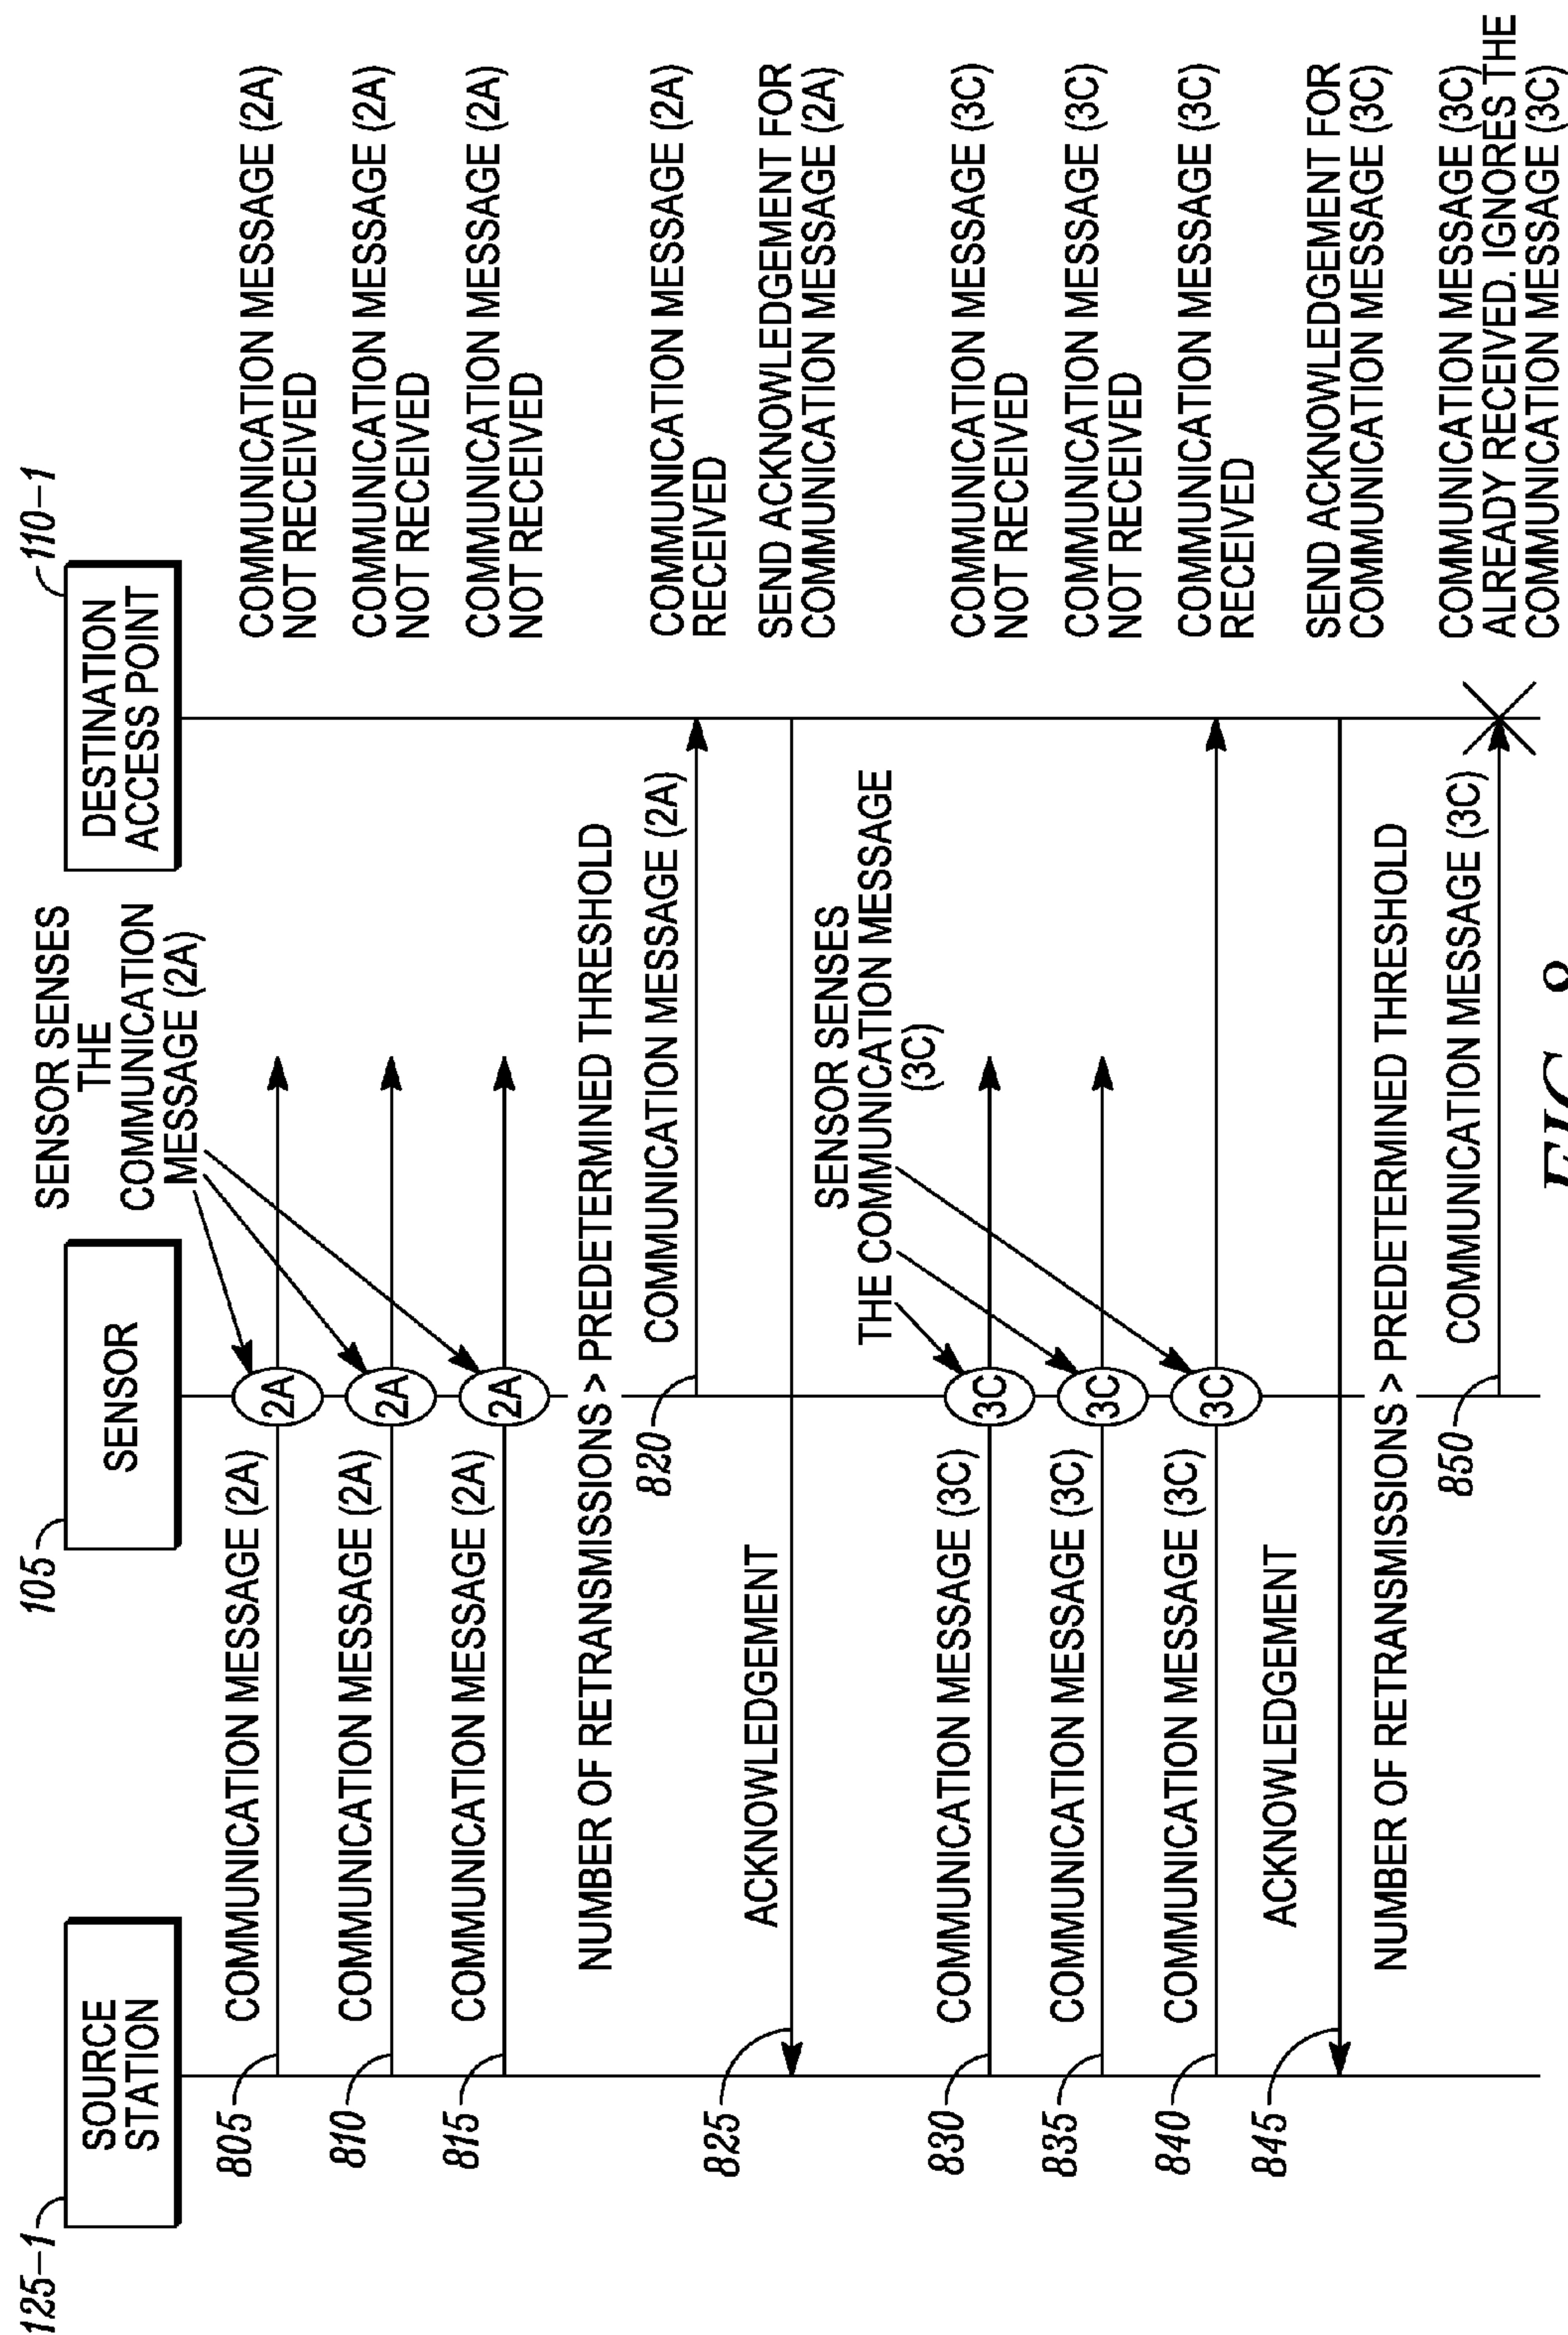 125-1
SOURCE
STATION
105
SENSOR
SENSOR SENSES
THE
COMMUNICATION
MESSAGE (2A)
110-1
DESTINATION
ACCESS POINT
805
COMMUNICATION MESSAGE (2A)
2A
COMMUNICATION MESSAGE (2A)
NOT RECEIVED
810
COMMUNICATION MESSAGE (2A)
2A
COMMUNICATION MESSAGE (2A)
NOT RECEIVED
815
COMMUNICATION MESSAGE (2A)
2A
COMMUNICATION MESSAGE (2A)
NOT RECEIVED
NUMBER OF RETRANSMISSIONS > PREDETERMINED THRESHOLD
820
COMMUNICATION MESSAGE (2A)
COMMUNICATION MESSAGE (2A)
RECEIVED
825
ACKNOWLEDGEMENT
SEND ACKNOWLEDGEMENT FOR
COMMUNICATION MESSAGE (2A)
SENSOR SENSES
THE COMMUNICATION MESSAGE
(3C)
830
COMMUNICATION MESSAGE (3C)
3C
COMMUNICATION MESSAGE (3C)
NOT RECEIVED
835
COMMUNICATION MESSAGE (3C)
3C
COMMUNICATION MESSAGE (3C)
NOT RECEIVED
840
COMMUNICATION MESSAGE (3C)
3C
COMMUNICATION MESSAGE (3C)
RECEIVED
845
ACKNOWLEDGEMENT
SEND ACKNOWLEDGEMENT FOR
COMMUNICATION MESSAGE (3C)
NUMBER OF RETRANSMISSIONS > PREDETERMINED THRESHOLD
850
COMMUNICATION MESSAGE (3C)
COMMUNICATION MESSAGE (3C)
ALREADY RECEIVED. IGNORES THE
COMMUNICATION MESSAGE (3C)